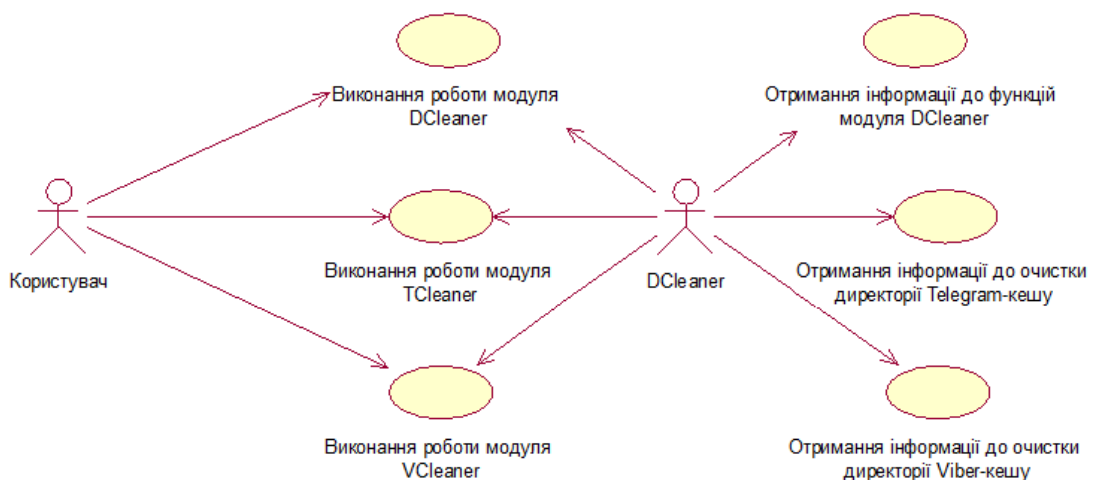 Виконання роботи модуля
DCleaner
Отримання інформації до функцій
модуля DCleaner
Користувач
Виконання роботи модуля
TCleaner
DCleaner
Отримання інформації до очистки
директорії Telegram-кешу
Виконання роботи модуля
VCleaner
Отримання інформації до очистки
директорії Viber-кешу